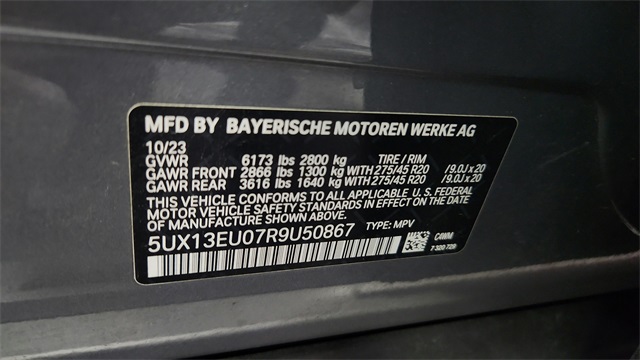 MFD BY BAYERISCHE MOTOREN WERKE AG
10/23
GVWR 6173 lbs 2800 kg TIRE / RIM
GAWR FRONT 2866 lbs 1300 kg WITH 275/45 R20 / 9.0J x 20
GAWR REAR 3616 lbs 1640 kg WITH 275/45 R20 / 9.0J x 20
THIS VEHICLE CONFORMS TO ALL APPLICABLE U. S. FEDERAL
MOTOR VEHICLE SAFETY STANDARDS IN EFFECT ON THE DATE
OF MANUFACTURE SHOWN ABOVE.
5UX13EU07R9U50867 TYPE: MPV
C4WM
7 320 729